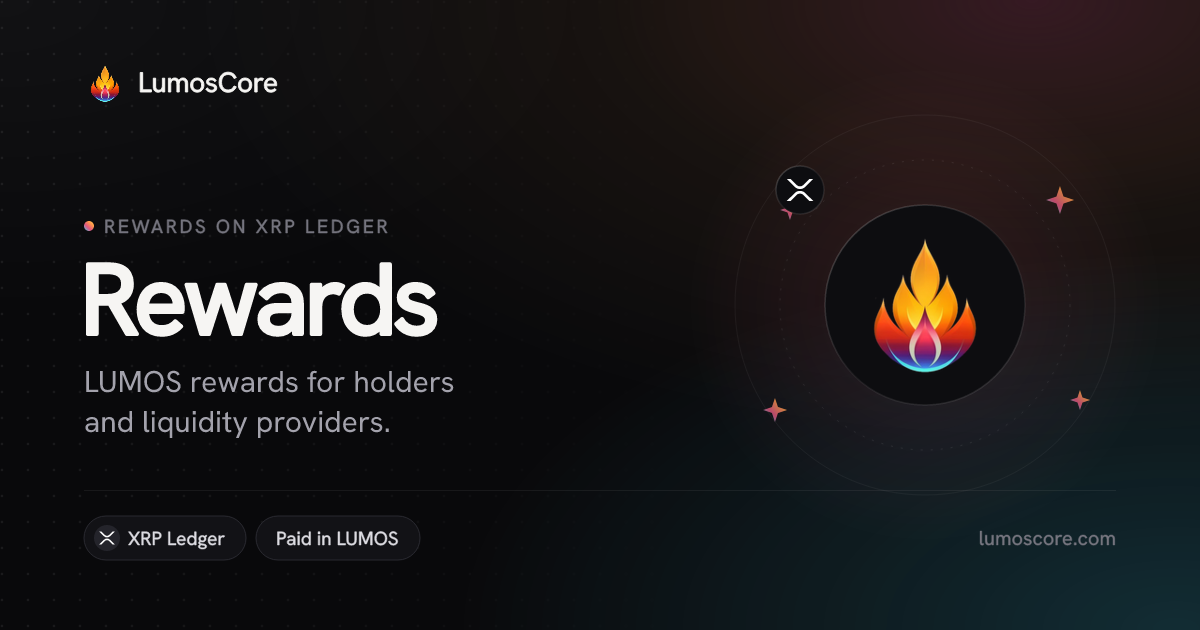 LumosCore
REWARDS ON XRP LEDGER
Rewards
LUMOS rewards for holders
and liquidity providers.
XRP Ledger
Paid in LUMOS
lumoscore.com